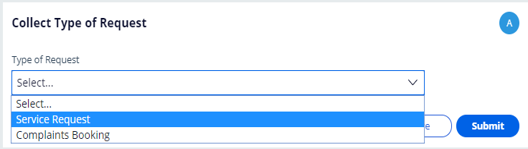 Collect Type of Request
A
Type of Request
Select...
Select...
Service Request
Complaints Booking
Submit